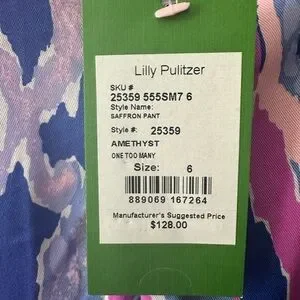 Lilly Pulitzer
SKU #
25359 555SM7 6
Style Name:
SAFFRON PANT
Style #: 25359
AMETHYST
ONE TOO MANY
Size: 6
889069 167264
Manufacturer's Suggested Price
$128.00